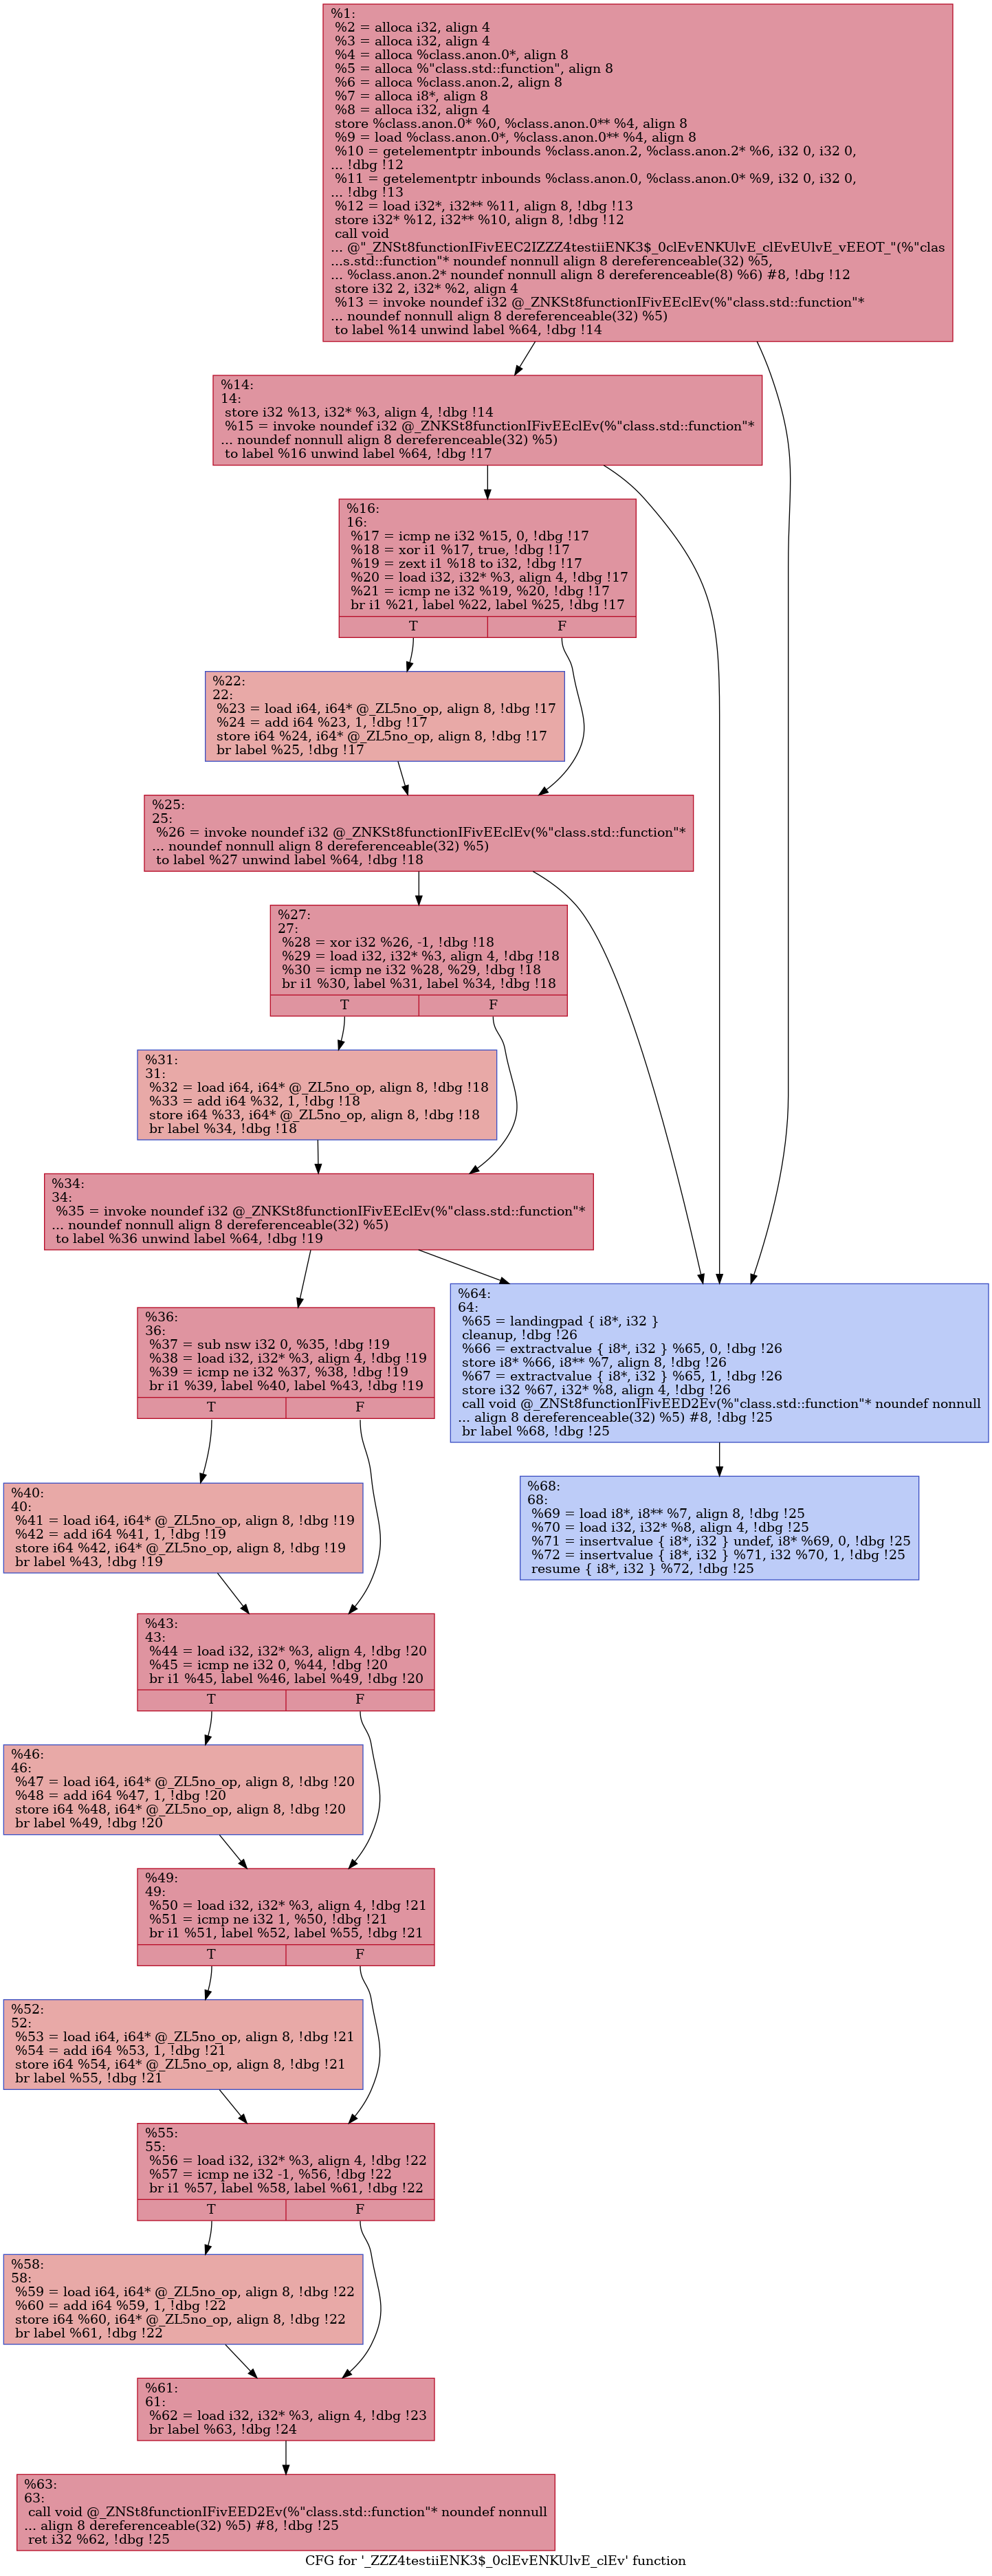 %1:
%2 = alloca i32, align 4
%3 = alloca i32, align 4
%4 = alloca %class.anon.0*, align 8
%5 = alloca %"class.std::function", align 8
%6 = alloca %class.anon.2, align 8
%7 = alloca i8*, align 8
%8 = alloca i32, align 4
store %class.anon.0* %0, %class.anon.0** %4, align 8
%9 = load %class.anon.0*, %class.anon.0** %4, align 8
%10 = getelementptr inbounds %class.anon.2, %class.anon.2* %6, i32 0, i32 0,
... !dbg !12
%11 = getelementptr inbounds %class.anon.0, %class.anon.0* %9, i32 0, i32 0,
... !dbg !13
%12 = load i32*, i32** %11, align 8, !dbg !13
store i32* %12, i32** %10, align 8, !dbg !12
call void
... @"_ZNSt8functionIFivEEC2IZZZ4testiiENK3$_0clEvENKUlvE_clEvEUlvE_vEEOT_"(%"clas
...s.std::function"* noundef nonnull align 8 dereferenceable(32) %5,
... %class.anon.2* noundef nonnull align 8 dereferenceable(8) %6) #8, !dbg !12
store i32 2, i32* %2, align 4
%13 = invoke noundef i32 @_ZNKSt8functionIFivEEclEv(%"class.std::function"*
... noundef nonnull align 8 dereferenceable(32) %5)
to label %14 unwind label %64, !dbg !14
%14:
14:
store i32 %13, i32* %3, align 4, !dbg !14
%15 = invoke noundef i32 @_ZNKSt8functionIFivEEclEv(%"class.std::function"*
... noundef nonnull align 8 dereferenceable(32) %5)
to label %16 unwind label %64, !dbg !17
%16:
16:
%17 = icmp ne i32 %15, 0, !dbg !17
%18 = xor i1 %17, true, !dbg !17
%19 = zext i1 %18 to i32, !dbg !17
%20 = load i32, i32* %3, align 4, !dbg !17
%21 = icmp ne i32 %19, %20, !dbg !17
br i1 %21, label %22, label %25, !dbg !17
T F
%22:
22:
%23 = load i64, i64* @_ZL5no_op, align 8, !dbg !17
%24 = add i64 %23, 1, !dbg !17
store i64 %24, i64* @_ZL5no_op, align 8, !dbg !17
br label %25, !dbg !17
%25:
25:
%26 = invoke noundef i32 @_ZNKSt8functionIFivEEclEv(%"class.std::function"*
... noundef nonnull align 8 dereferenceable(32) %5)
to label %27 unwind label %64, !dbg !18
%27:
27:
%28 = xor i32 %26, -1, !dbg !18
%29 = load i32, i32* %3, align 4, !dbg !18
%30 = icmp ne i32 %28, %29, !dbg !18
br i1 %30, label %31, label %34, !dbg !18
T F
%31:
31:
%32 = load i64, i64* @_ZL5no_op, align 8, !dbg !18
%33 = add i64 %32, 1, !dbg !18
store i64 %33, i64* @_ZL5no_op, align 8, !dbg !18
br label %34, !dbg !18
%34:
34:
%35 = invoke noundef i32 @_ZNKSt8functionIFivEEclEv(%"class.std::function"*
... noundef nonnull align 8 dereferenceable(32) %5)
to label %36 unwind label %64, !dbg !19
%64:
64:
%65 = landingpad { i8*, i32 }
cleanup, !dbg !26
%66 = extractvalue { i8*, i32 } %65, 0, !dbg !26
store i8* %66, i8** %7, align 8, !dbg !26
%67 = extractvalue { i8*, i32 } %65, 1, !dbg !26
store i32 %67, i32* %8, align 4, !dbg !26
call void @_ZNSt8functionIFivEED2Ev(%"class.std::function"* noundef nonnull
... align 8 dereferenceable(32) %5) #8, !dbg !25
br label %68, !dbg !25
%36:
36:
%37 = sub nsw i32 0, %35, !dbg !19
%38 = load i32, i32* %3, align 4, !dbg !19
%39 = icmp ne i32 %37, %38, !dbg !19
br i1 %39, label %40, label %43, !dbg !19
T F
%68:
68:
%69 = load i8*, i8** %7, align 8, !dbg !25
%70 = load i32, i32* %8, align 4, !dbg !25
%71 = insertvalue { i8*, i32 } undef, i8* %69, 0, !dbg !25
%72 = insertvalue { i8*, i32 } %71, i32 %70, 1, !dbg !25
resume { i8*, i32 } %72, !dbg !25
%40:
40:
%41 = load i64, i64* @_ZL5no_op, align 8, !dbg !19
%42 = add i64 %41, 1, !dbg !19
store i64 %42, i64* @_ZL5no_op, align 8, !dbg !19
br label %43, !dbg !19
%43:
43:
%44 = load i32, i32* %3, align 4, !dbg !20
%45 = icmp ne i32 0, %44, !dbg !20
br i1 %45, label %46, label %49, !dbg !20
T F
%46:
46:
%47 = load i64, i64* @_ZL5no_op, align 8, !dbg !20
%48 = add i64 %47, 1, !dbg !20
store i64 %48, i64* @_ZL5no_op, align 8, !dbg !20
br label %49, !dbg !20
%49:
49:
%50 = load i32, i32* %3, align 4, !dbg !21
%51 = icmp ne i32 1, %50, !dbg !21
br i1 %51, label %52, label %55, !dbg !21
T F
%52:
52:
%53 = load i64, i64* @_ZL5no_op, align 8, !dbg !21
%54 = add i64 %53, 1, !dbg !21
store i64 %54, i64* @_ZL5no_op, align 8, !dbg !21
br label %55, !dbg !21
%55:
55:
%56 = load i32, i32* %3, align 4, !dbg !22
%57 = icmp ne i32 -1, %56, !dbg !22
br i1 %57, label %58, label %61, !dbg !22
T F
%58:
58:
%59 = load i64, i64* @_ZL5no_op, align 8, !dbg !22
%60 = add i64 %59, 1, !dbg !22
store i64 %60, i64* @_ZL5no_op, align 8, !dbg !22
br label %61, !dbg !22
%61:
61:
%62 = load i32, i32* %3, align 4, !dbg !23
br label %63, !dbg !24
%63:
63:
call void @_ZNSt8functionIFivEED2Ev(%"class.std::function"* noundef nonnull
... align 8 dereferenceable(32) %5) #8, !dbg !25
ret i32 %62, !dbg !25
CFG for '_ZZZ4testiiENK3$_0clEvENKUlvE_clEv' function